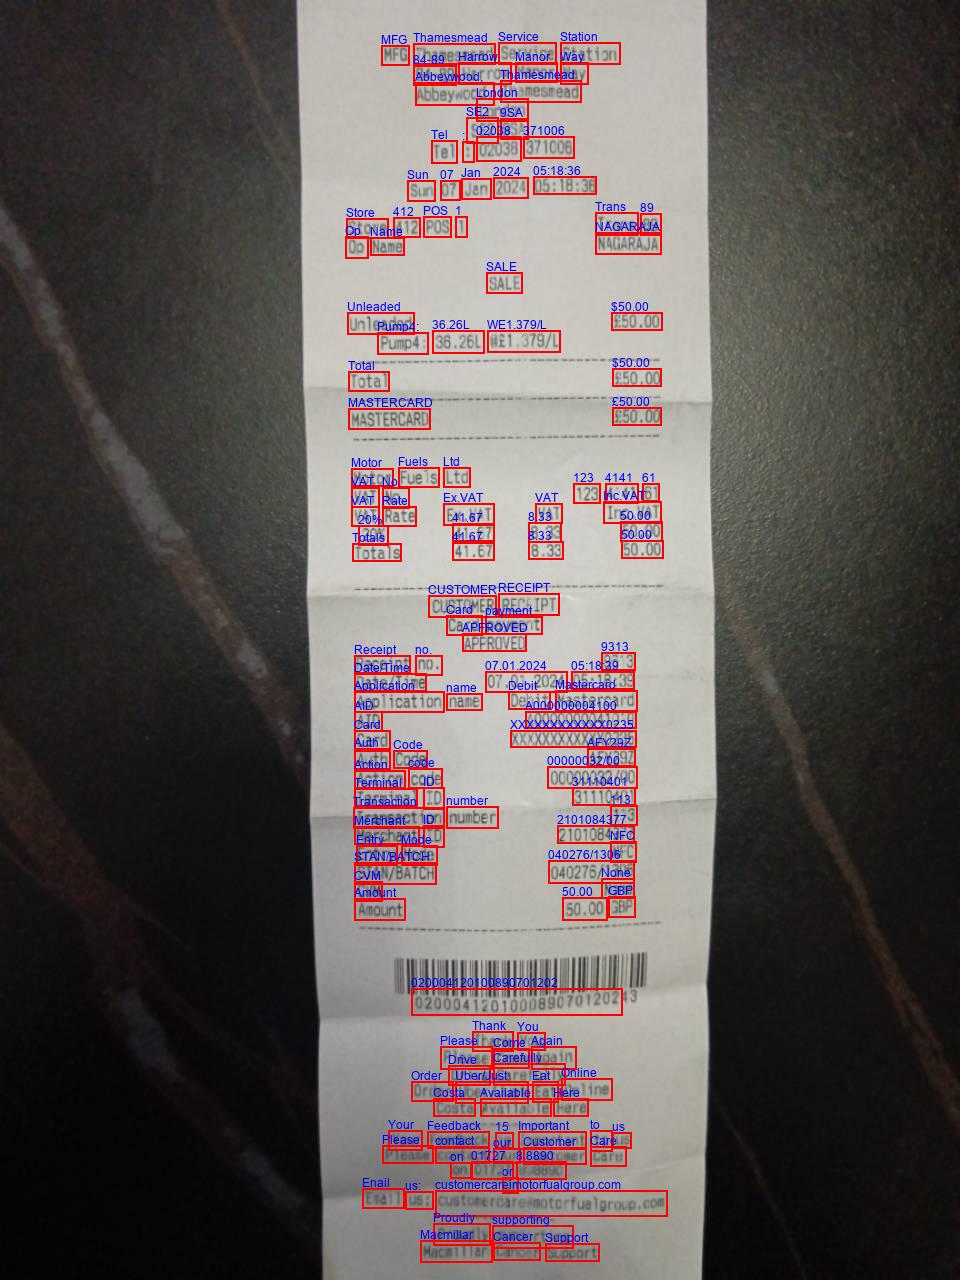 MFG Thamesmead Service Station
84-89 Harrow Manor Way
Abbeywood, Thamesmead
London
SE2 9SA
Tel : 02038 371006
Sun 07 Jan 2024 05:18:36
Store 412 POS 1 Trans 89
Op Name NAGARAJA
SALE
Unleaded £50.00
Pump4: 36.26L @£1.379/L
Total £50.00
MASTERCARD £50.00
Motor Fuels Ltd
VAT No. 123 4141 61
VAT Rate Ex.VAT VAT Inc.VAT
20% 41.67 8.33 50.00
Totals 41.67 8.33 50.00
CUSTOMER RECEIPT
Card payment
APPROVED
Receipt no. 9313
Date/Time 07.01.2024 05:18:39
Application name Debit Mastercard
AID A0000000041010
Card XXXXXXXXXXXX0235
Auth Code AFY29Z
Action code 00000032/00
Terminal ID 31110401
Transaction number 113
Merchant ID 2101084377
Entry Mode NFC
STAN/BATCH 040276/1306
CVM None
Amount 50.00 GBP
020004120100089070120243
Thank You
Please Come Again
Drive Carefully
Order Uber/Just Eat Online
Costa Available Here
Your Feedback is Important to us
Please contact our Customer Care
on 01727
or
Email us: customercare@motorfuelgroup.com
Proudly supporting
Macmillan Cancer Support